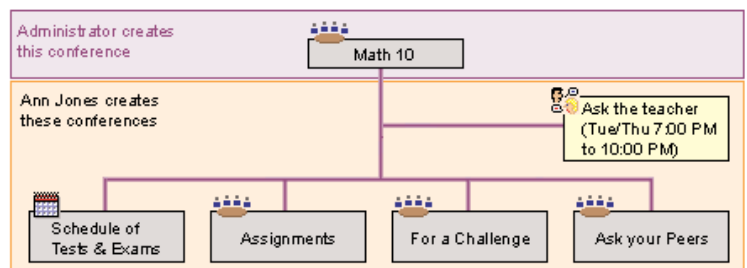 Administrator creates
this conference
Math 10
Ann Jones creates
these conferences
Ask the teacher
(Tue/Thu 7:00 PM
to 10:00 PM)
Schedule of
Tests & Exams
Assignments
For a Challenge
Ask your Peers